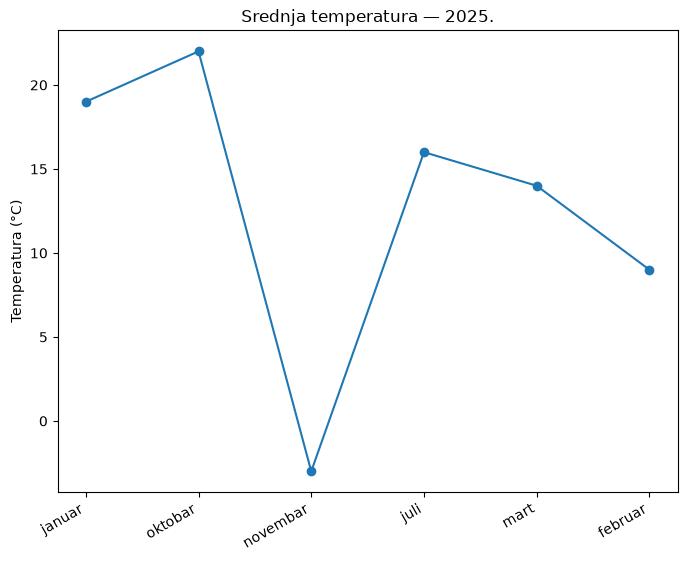 Srednja temperatura — 2025.
Temperatura (°C)
20
15
10
5
0
januar
oktobar
novembar
juli
mart
februar